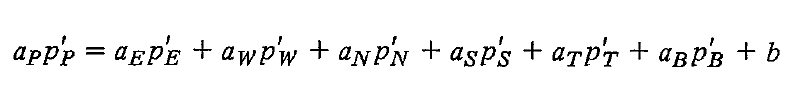 a_P p'_P = a_E p'_E + a_W p'_W + a_N p'_N + a_S p'_S + a_T p'_T + a_B p'_B + b